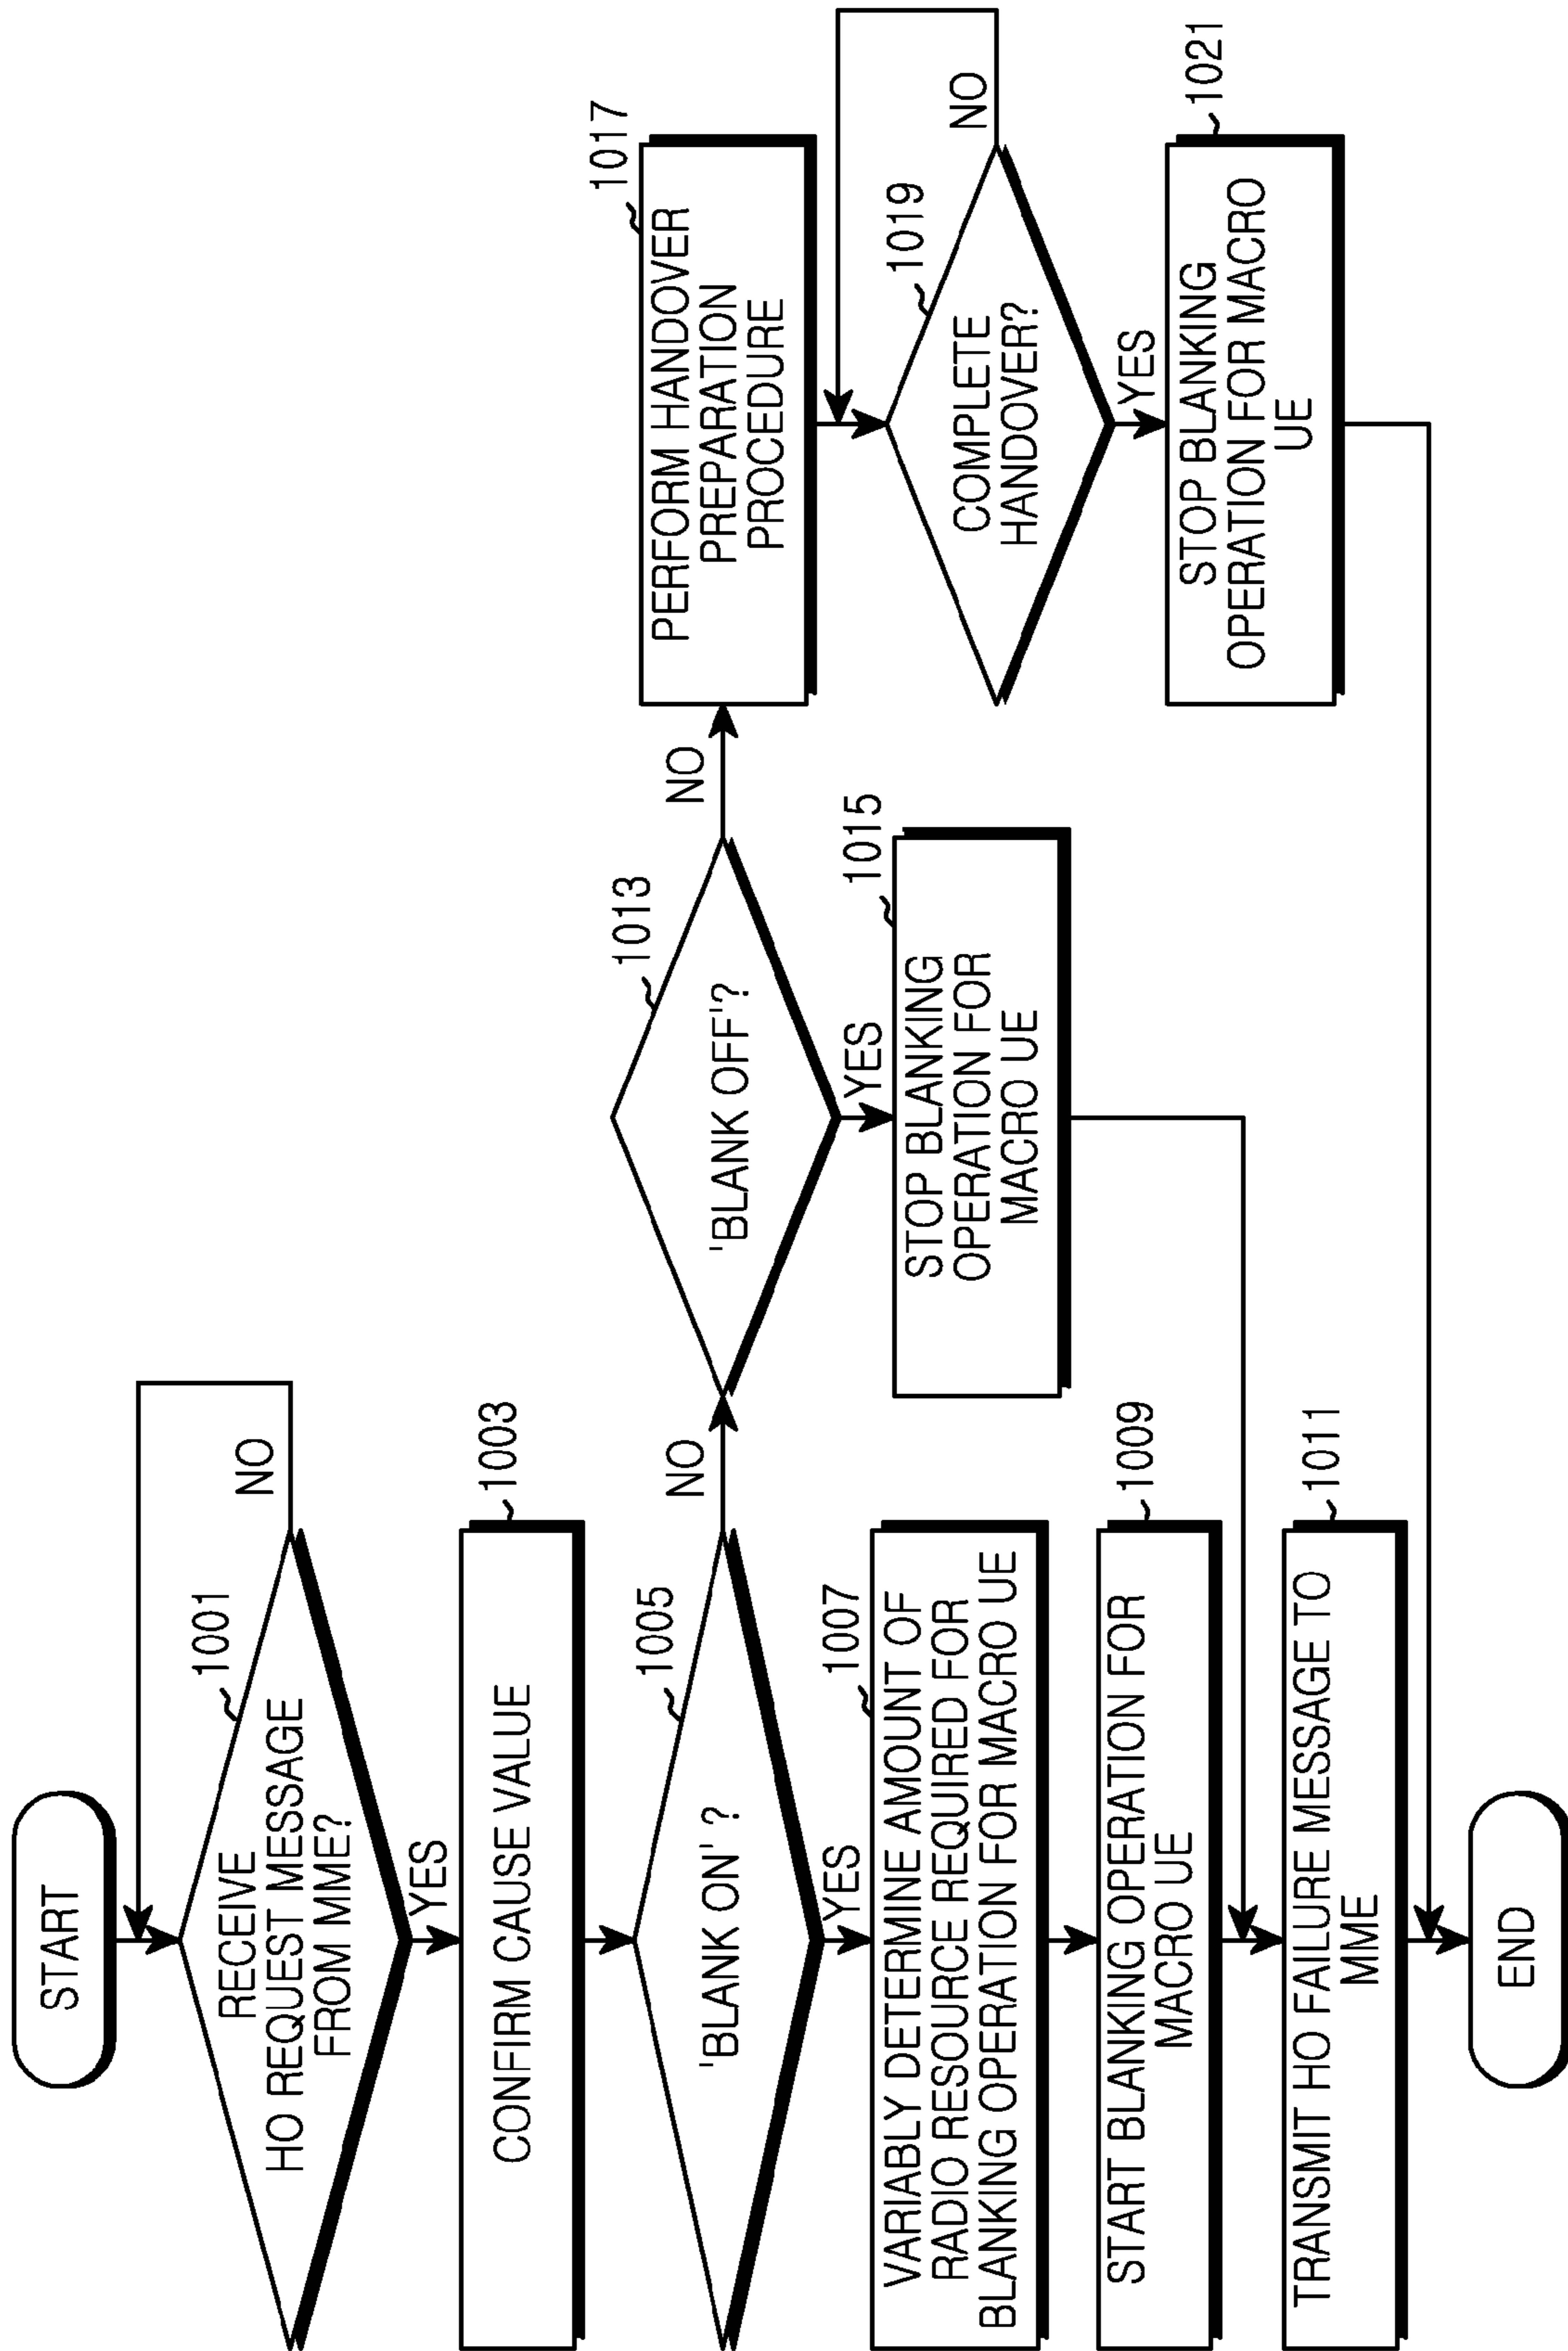 START
1001
RECEIVE
HO REQUEST MESSAGE
FROM MME?
NO
YES
1003
CONFIRM CAUSE VALUE
1005
'BLANK ON' ?
NO
YES
1007
VARIABLY DETERMINE AMOUNT OF
RADIO RESOURCE REQUIRED FOR
BLANKING OPERATION FOR MACRO UE
1009
START BLANKING OPERATION FOR
MACRO UE
1011
TRANSMIT HO FAILURE MESSAGE TO
MME
END
1013
'BLANK OFF'?
NO
YES
1015
STOP BLANKING
OPERATION FOR
MACRO UE
1017
PERFORM HANDOVER
PREPARATION
PROCEDURE
1019
COMPLETE
HANDOVER?
NO
YES
1021
STOP BLANKING
OPERATION FOR MACRO
UE